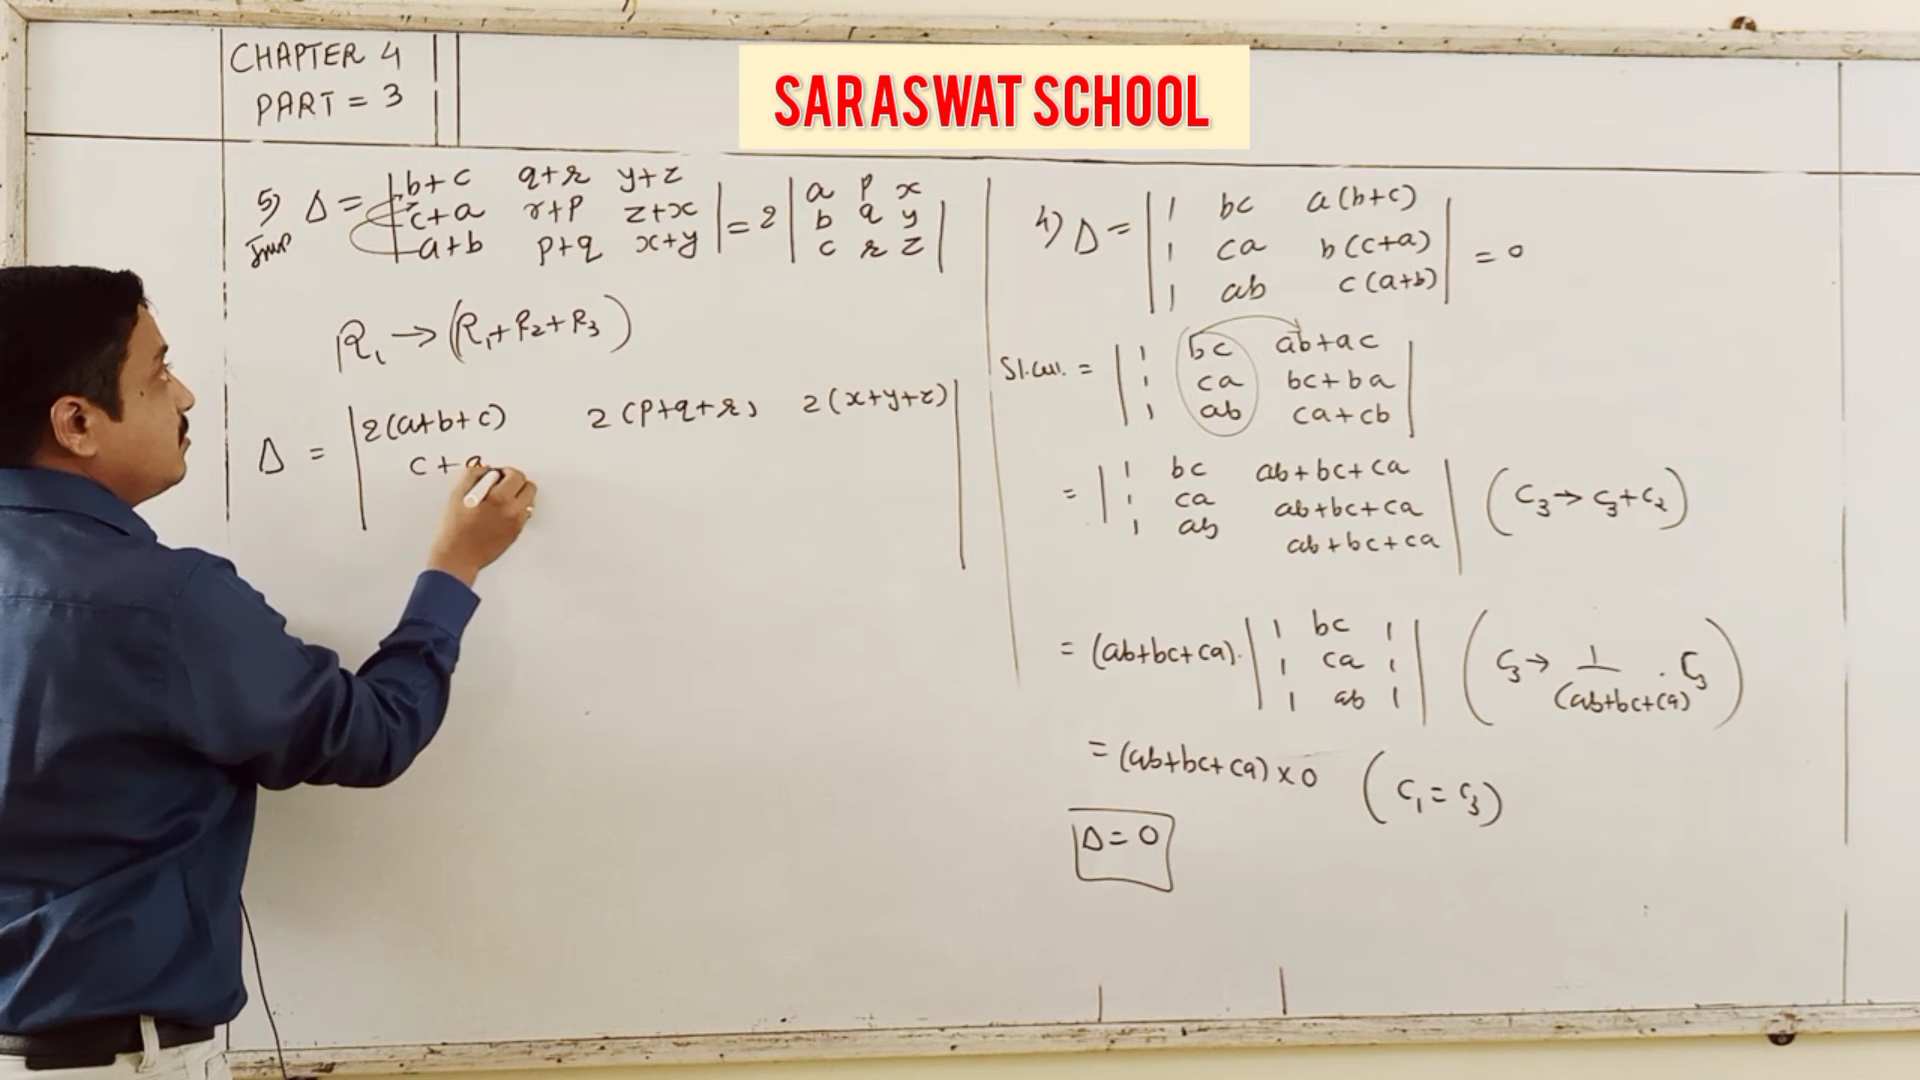 CHAPTER 4
PART = 3
SARASWAT SCHOOL
5) Δ = | b+c q+r y+z
Imp c+a r+p z+x
a+b p+q x+y | = 2 | a p x
b q y
c r z |
R₁ → (R₁+R₂+R₃)
Δ = | 2(a+b+c) 2(p+q+r) 2(x+y+z) |
c+a
4) Δ = | 1 bc a(b+c)
1 ca b(c+a)
1 ab c(a+b) | = 0
= | 1 bc ab+ac
1 ca bc+ba
1 ab ca+cb |
= | 1 bc ab+bc+ca
1 ca ab+bc+ca
1 ab ab+bc+ca | (C₃ → C₃+C₂)
= (ab+bc+ca). | 1 bc 1
1 ca 1
1 ab 1 | (C₃ → 1/(ab+bc+ca) . C₃)
= (ab+bc+ca) × 0 (C₁ = C₃)
Δ = 0